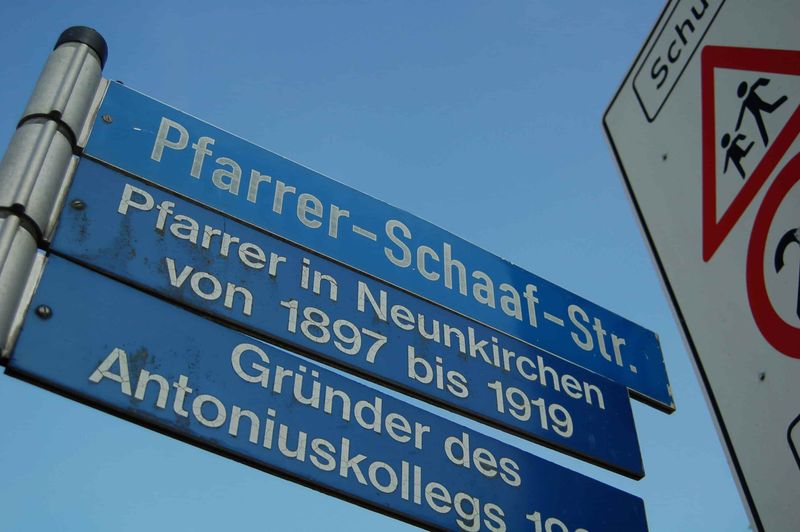 Pfarrer-Schaaf-Str.
Pfarrer in Neunkirchen
von 1897 bis 1919
Gründer des
Antoniuskollegs